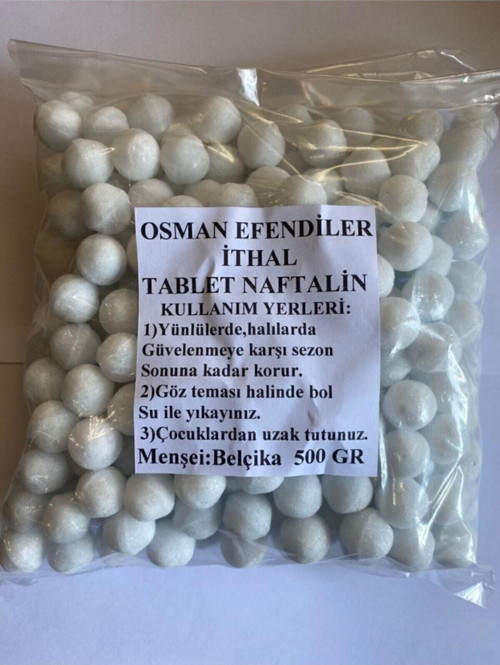 OSMAN EFENDİLER
İTHAL
TABLET NAFTALİN
KULLANIM YERLERİ:
1)Yünlülerde,halılarda
Güvelenmeye karşı sezon
Sonuna kadar korur.
2)Göz teması halinde bol
Su ile yıkayınız.
3)Çocuklardan uzak tutunuz.
Menşei:Belçika 500 GR